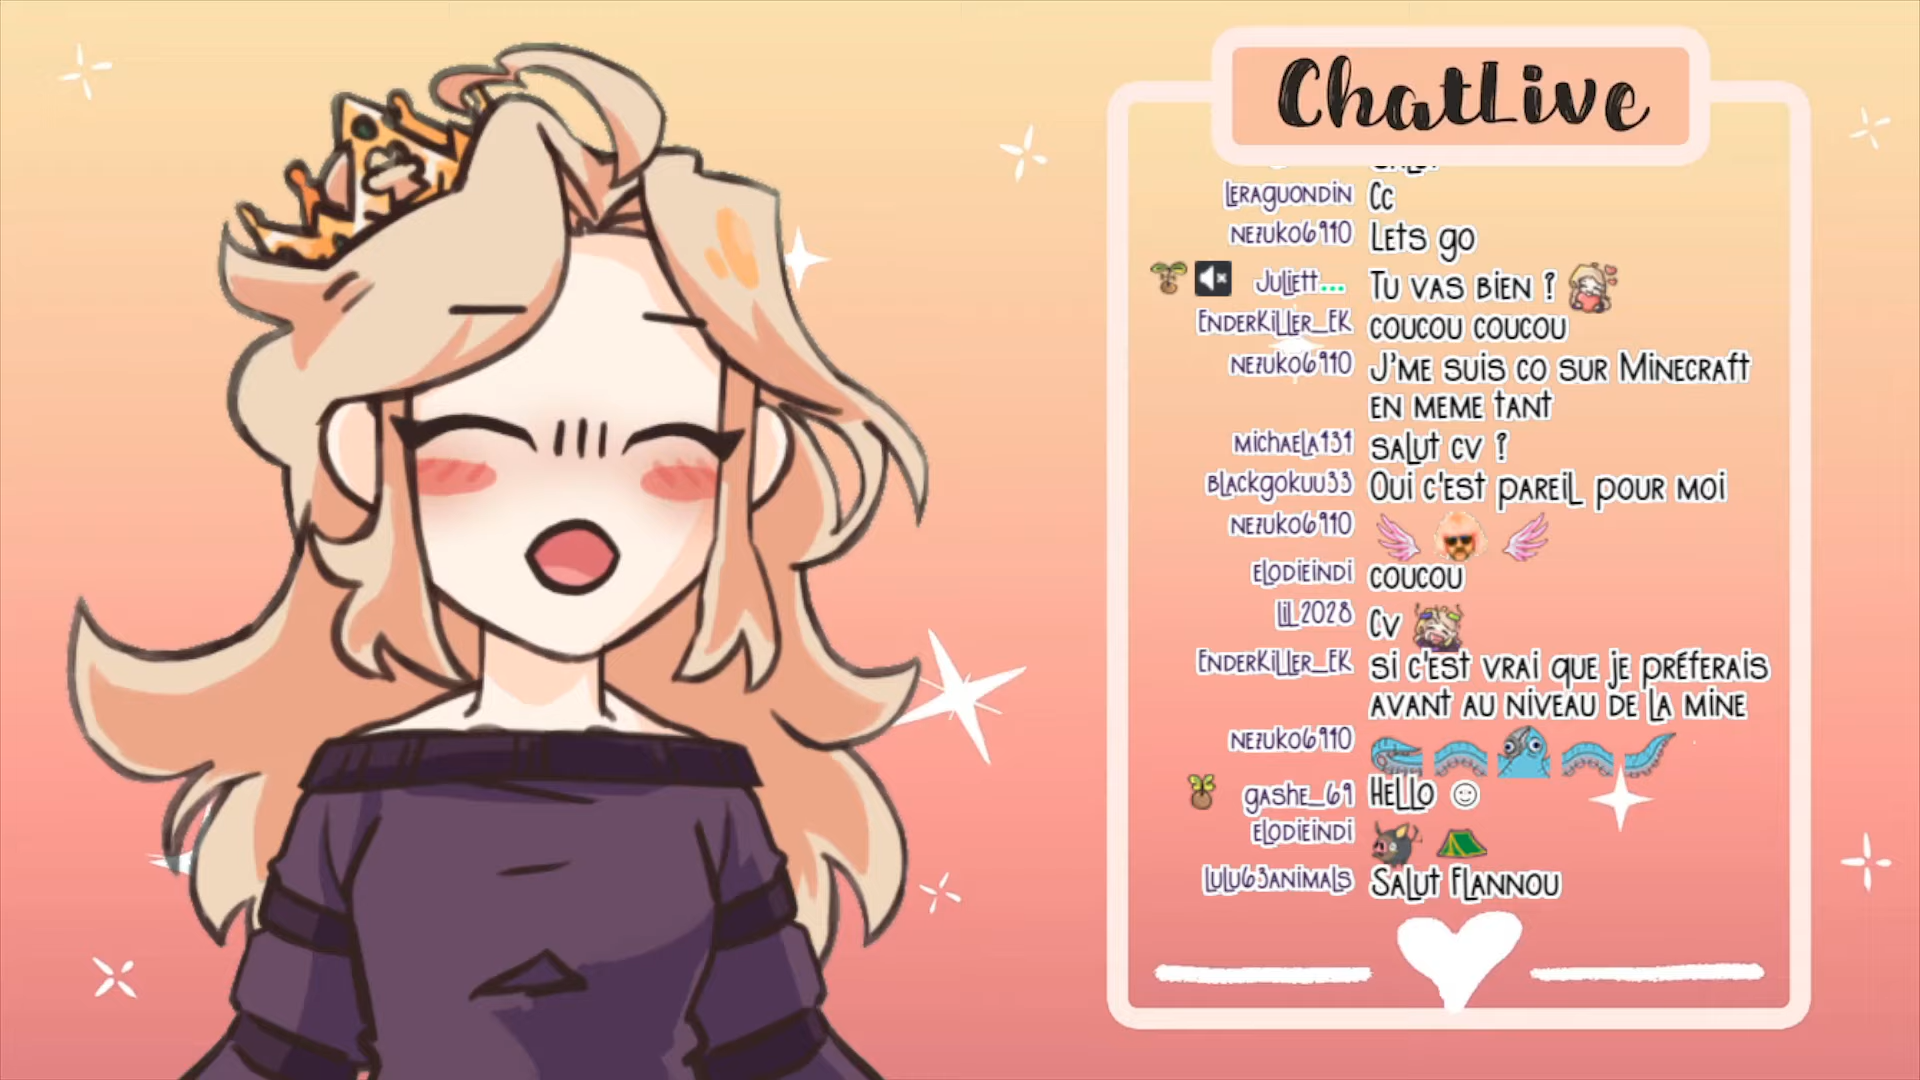 ChatLive
Leraguondin Cc
nezuko6910 Lets go
Juliett... Tu vas bien ?
EnderKiller_EK coucou coucou
nezuko6910 J'me suis co sur Minecraft
en meme tant
michaela131 salut cv ?
blackgokuu33 Oui c'est pareil pour moi
nezuko6910
elodieindi coucou
lil_2028 Cv
EnderKiller_EK si c'est vrai que je préferais
avant au niveau de la mine
nezuko6910
gashe_69 Hello ☺
elodieindi
lulu63animals Salut Flannou